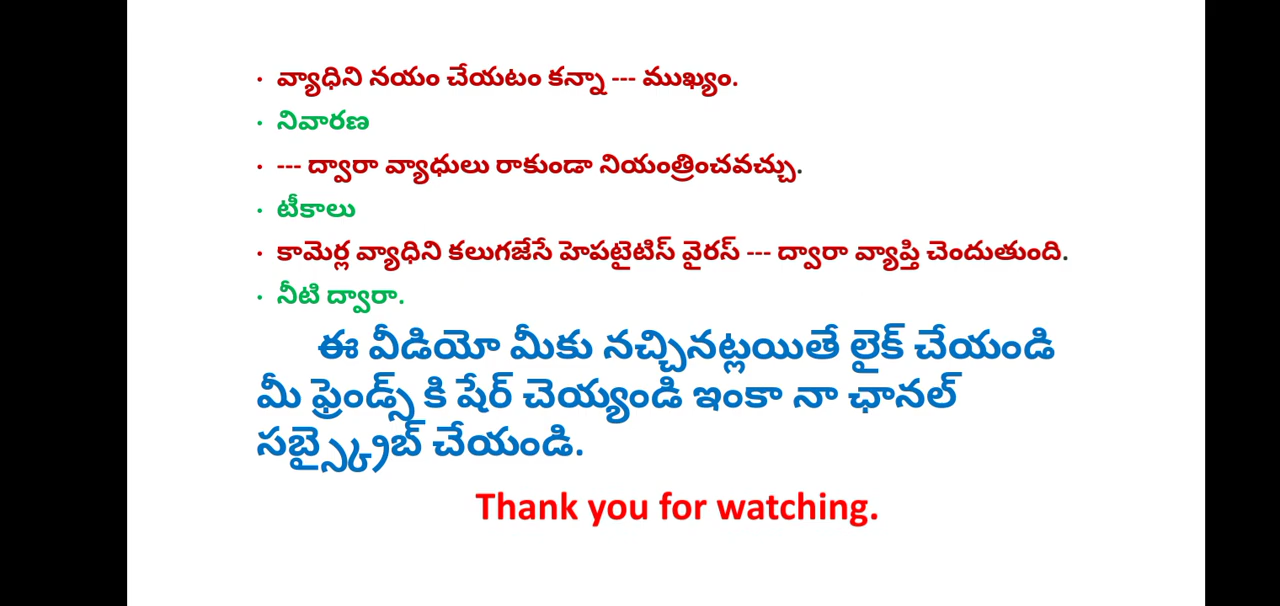 • వ్యాధిని నయం చేయటం కన్నా --- ముఖ్యం.
• నివారణ
• --- ద్వారా వ్యాధులు రాకుండా నియంత్రించవచ్చు.
• టీకాలు
• కామెర్ల వ్యాధిని కలుగజేసే హెపటైటిస్ వైరస్ --- ద్వారా వ్యాప్తి చెందుతుంది.
• నీటి ద్వారా.
ఈ వీడియో మీకు నచ్చినట్లయితే లైక్ చేయండి
మీ ఫ్రెండ్స్ కి షేర్ చెయ్యండి ఇంకా నా ఛానల్
సబ్స్క్రైబ్ చేయండి.
Thank you for watching.